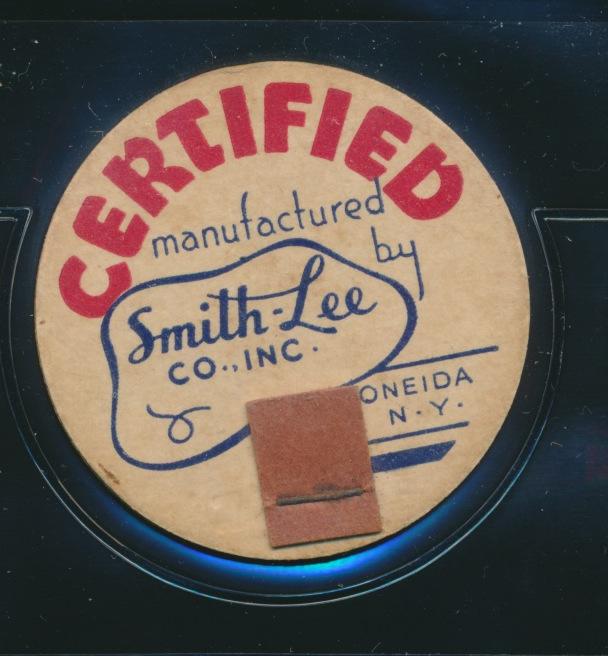 CERTIFIED
manufactured
by
Smith-Lee
CO., INC.
ONEIDA
N.Y.